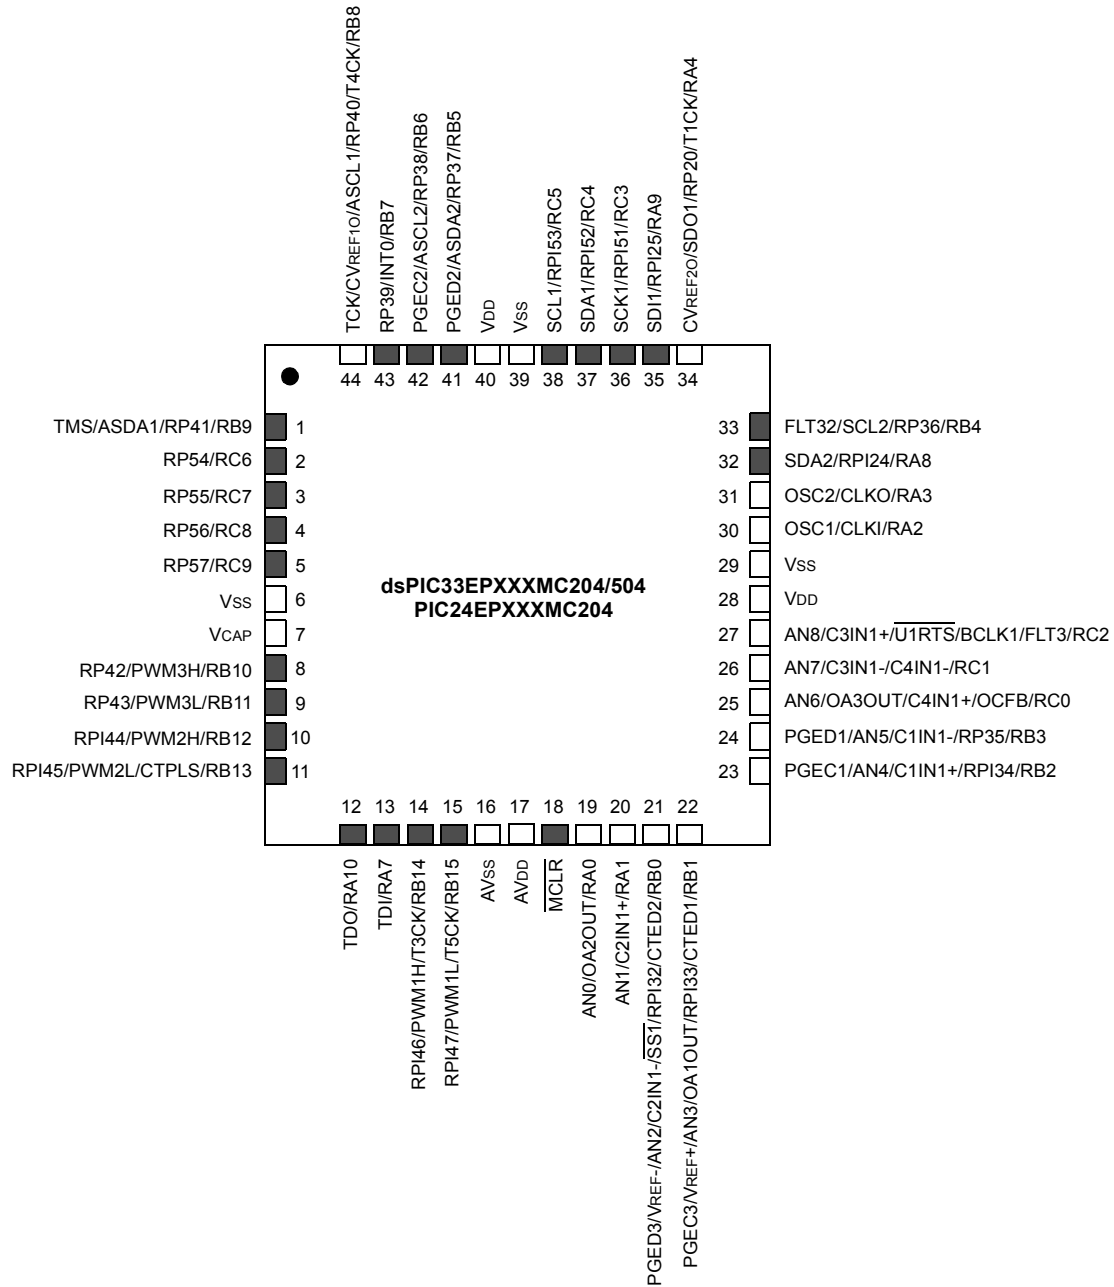 TCK/CVREF1O/ASCL1/RP40/T4CK/RB8
RP39/INT0/RB7
PGEC2/ASCL2/RP38/RB6
PGED2/ASDA2/RP37/RB5
VDD
VSS
SCL1/RPI53/RC5
SDA1/RPI52/RC4
SCK1/RPI51/RC3
SDI1/RPI25/RA9
CVREF2O/SDO1/RP20/T1CK/RA4
44 43 42 41 40 39 38 37 36 35 34
TMS/ASDA1/RP41/RB9 1
RP54/RC6 2
RP55/RC7 3
RP56/RC8 4
RP57/RC9 5
VSS 6
VCAP 7
RP42/PWM3H/RB10 8
RP43/PWM3L/RB11 9
RPI44/PWM2H/RB12 10
RPI45/PWM2L/CTPLS/RB13 11
dsPIC33EPXXXMC204/504
PIC24EPXXXMC204
33 FLT32/SCL2/RP36/RB4
32 SDA2/RPI24/RA8
31 OSC2/CLKO/RA3
30 OSC1/CLKI/RA2
29 VSS
28 VDD
27 AN8/C3IN1+/U1RTS/BCLK1/FLT3/RC2
26 AN7/C3IN1-/C4IN1-/RC1
25 AN6/OA3OUT/C4IN1+/OCFB/RC0
24 PGED1/AN5/C1IN1-/RP35/RB3
23 PGEC1/AN4/C1IN1+/RPI34/RB2
12 13 14 15 16 17 18 19 20 21 22
TDO/RA10
TDI/RA7
RPI46/PWM1H/T3CK/RB14
RPI47/PWM1L/T5CK/RB15
AVSS
AVDD
MCLR
AN0/OA2OUT/RA0
AN1/C2IN1+/RA1
PGED3/VREF-/AN2/C2IN1-/SS1/RPI32/CTED2/RB0
PGEC3/VREF+/AN3/OA1OUT/RPI33/CTED1/RB1